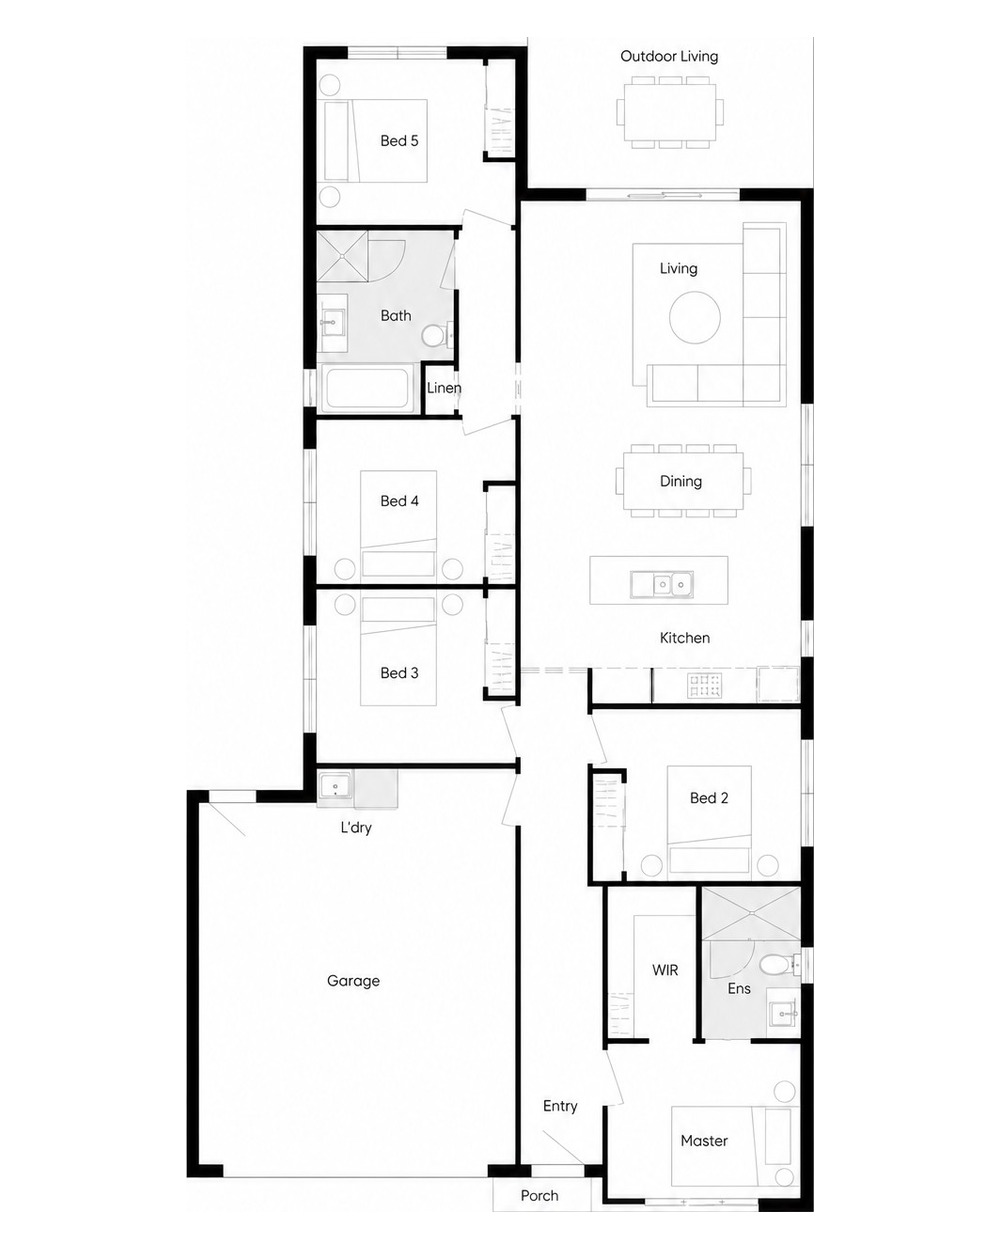 Outdoor Living
Bed 5
Living
Bath
Linen
Dining
Bed 4
Kitchen
Bed 3
Bed 2
L'dry
WIR
Garage
Ens
Entry
Master
Porch